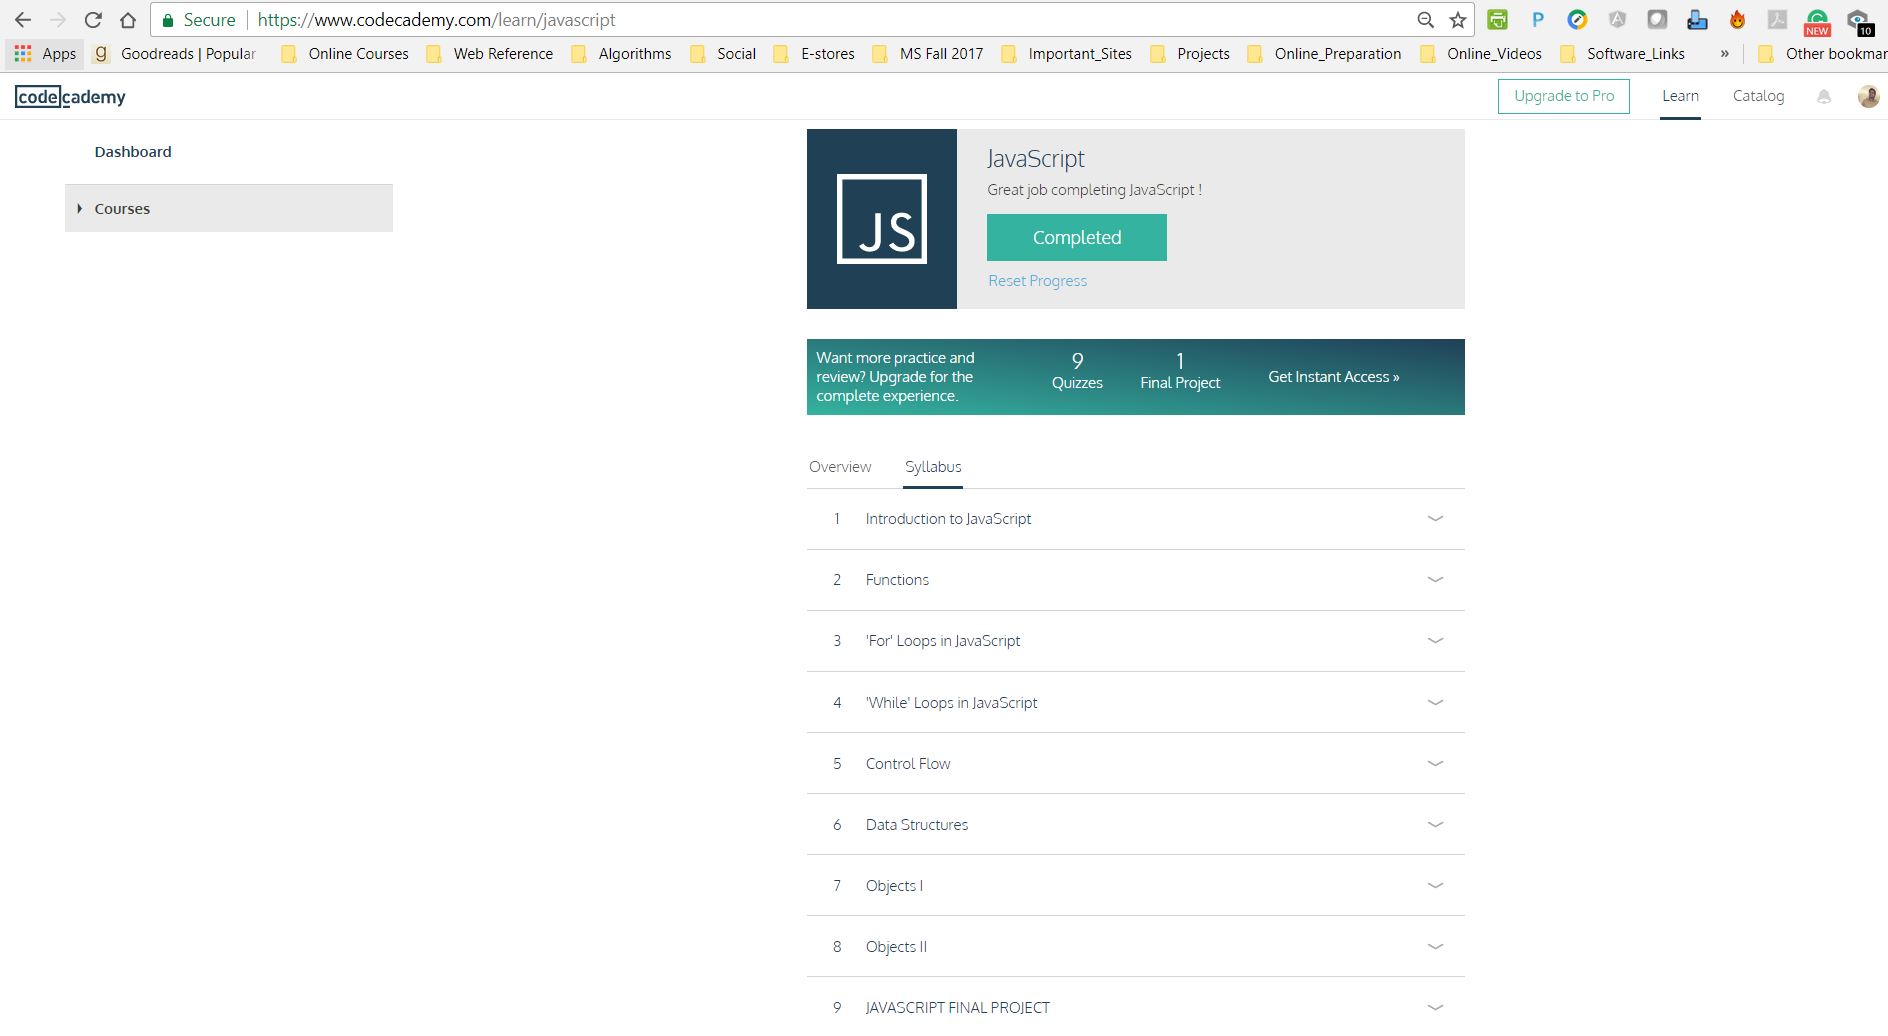 Secure https://www.codecademy.com/learn/javascript
P
A
NEW
10
Apps g Goodreads | Popular Online Courses Web Reference Algorithms Social E-stores MS Fall 2017 Important_Sites Projects Online_Preparation Online_Videos Software_Links » Other bookmar
codecademy
Upgrade to Pro Learn Catalog
Dashboard
Courses
JS
JavaScript
Great job completing JavaScript !
Completed
Reset Progress
Want more practice and
review? Upgrade for the
complete experience.
9
Quizzes
1
Final Project
Get Instant Access »
Overview Syllabus
1 Introduction to JavaScript
2 Functions
3 'For' Loops in JavaScript
4 'While' Loops in JavaScript
5 Control Flow
6 Data Structures
7 Objects I
8 Objects II
9 JAVASCRIPT FINAL PROJECT